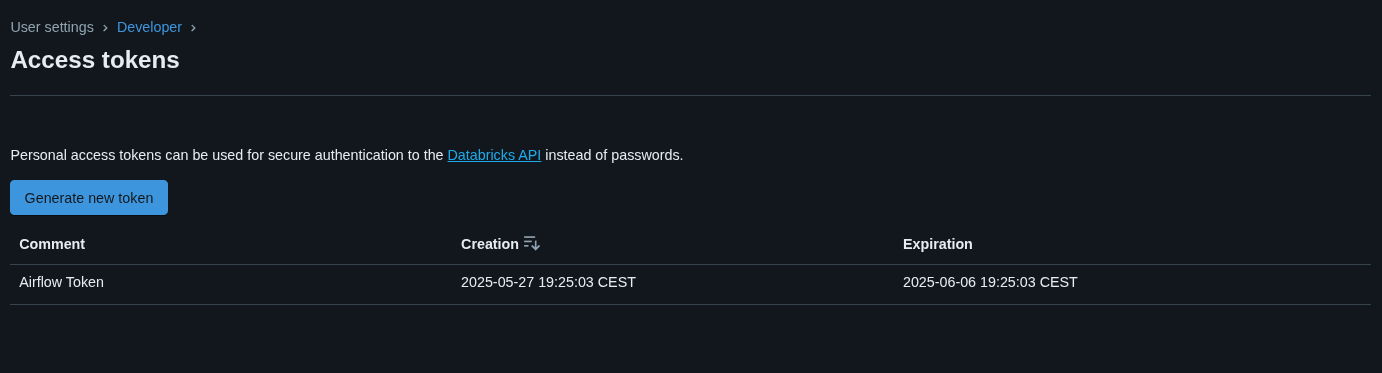 User settings > Developer >
Access tokens
Personal access tokens can be used for secure authentication to the Databricks API instead of passwords.
Generate new token
Comment Creation Expiration
Airflow Token 2025-05-27 19:25:03 CEST 2025-06-06 19:25:03 CEST